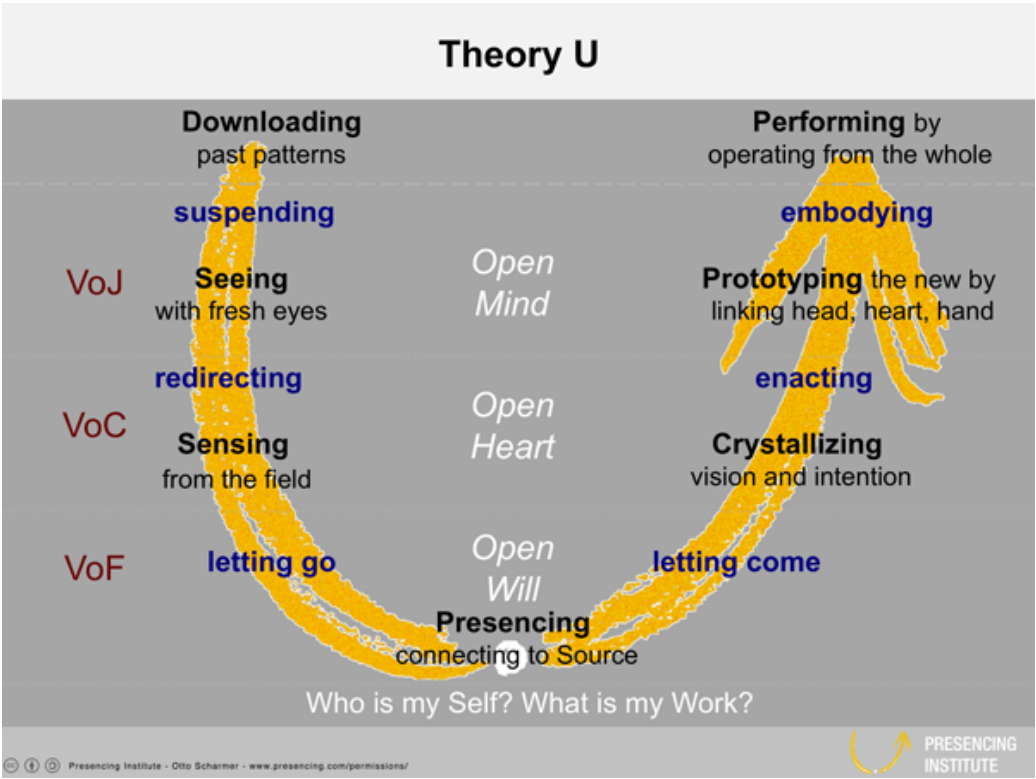 Theory U
Downloading
past patterns
Performing by
operating from the whole
suspending
embodying
VoJ
Seeing
with fresh eyes
Open
Mind
Prototyping the new by
linking head, heart, hand
redirecting
enacting
VoC
Sensing
from the field
Open
Heart
Crystallizing
vision and intention
VoF
letting go
Open
Will
letting come
Presencing
connecting to Source
Who is my Self? What is my Work?
Presencing Institute - Otto Scharmer - www.presencing.com/permissions/
PRESENCING
INSTITUTE